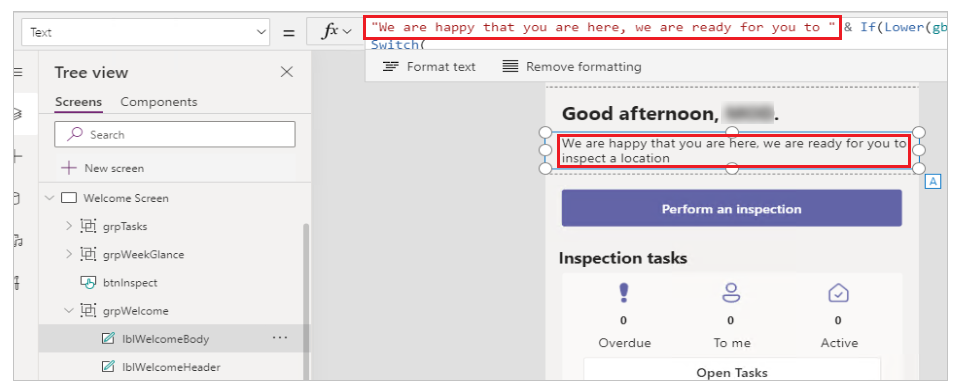 Text = fx "We are happy that you are here, we are ready for you to " & If(Lower(gb
Switch(
Format text Remove formatting
Tree view
Screens Components
Search
New screen
Welcome Screen
grpTasks
grpWeekGlance
btnInspect
grpWelcome
lblWelcomeBody ...
lblWelcomeHeader
Good afternoon, .
We are happy that you are here, we are ready for you to
inspect a location
A
Perform an inspection
Inspection tasks
0 0 0
Overdue To me Active
Open Tasks